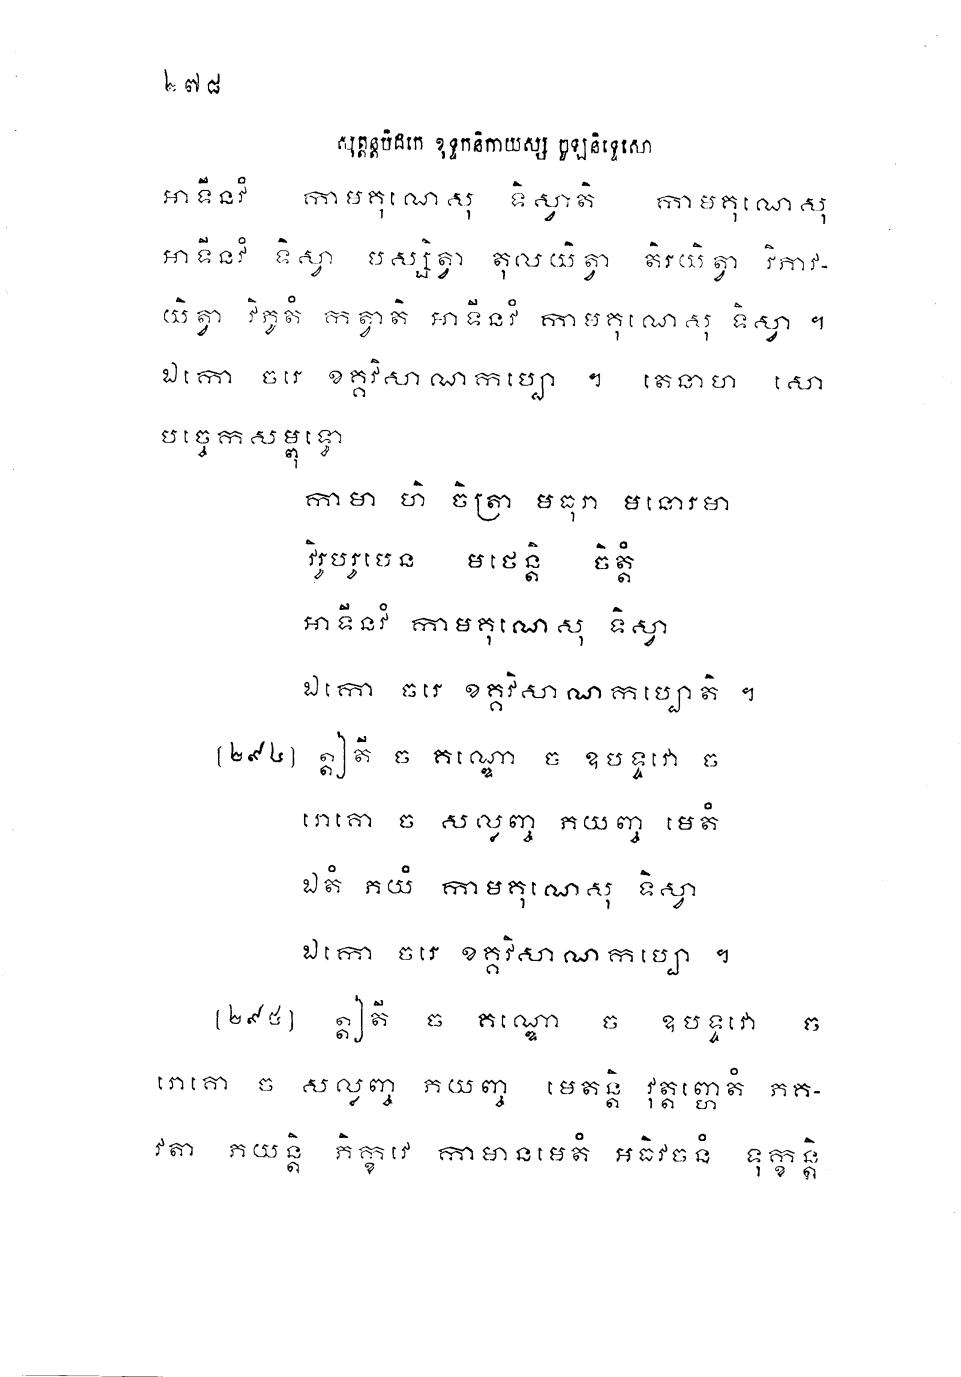 ២៧៨
សុត្តន្តបិដកេ ខុទ្ទកនិកាយស្ស ចូឡនិទ្ទេសោ
អាទីនវំ កាមគុណេសុ ទិស្វាតិ កាមគុណេសុ
អាទីនវំ ទិស្វា បស្សិត្វា តុលយិត្វា តិរយិត្វា វិភាវ-
យិត្វា វិភូតំ កត្វាតិ អាទីនវំ កាមគុណេសុ ទិស្វា ។
ឯកោ ចរេ ខគ្គវិសាណកប្បោ ។ តេនាហ សោ
បច្ចេកសម្ពុទ្ធោ
កាមា ហិ ចិត្រា មធុរា មនោរមា
វិរូបរូបេន មថេន្តិ ចិត្តំ
អាទីនវំ កាមគុណេសុ ទិស្វា
ឯកោ ចរេ ខគ្គវិសាណកប្បោតិ ។
[២៩៤] ឦតី ច គណ្ឌោ ច ឧបទ្ទវោ ច
រោគោ ច សល្លញ្ច ភយញ្ច មេតំ
ឯតំ ភយំ កាមគុណេសុ ទិស្វា
ឯកោ ចរេ ខគ្គវិសាណកប្បោ ។
[២៩៥] ឦតី ច គណ្ឌោ ច ឧបទ្ទវោ ច
រោគោ ច សល្លញ្ច ភយញ្ច មេតន្តិ វុត្តញ្ហេតំ ភគ-
វតា ភយន្តិ ភិក្ខវេ កាមានមេតំ អធិវចនំ ទុក្ខន្តិ